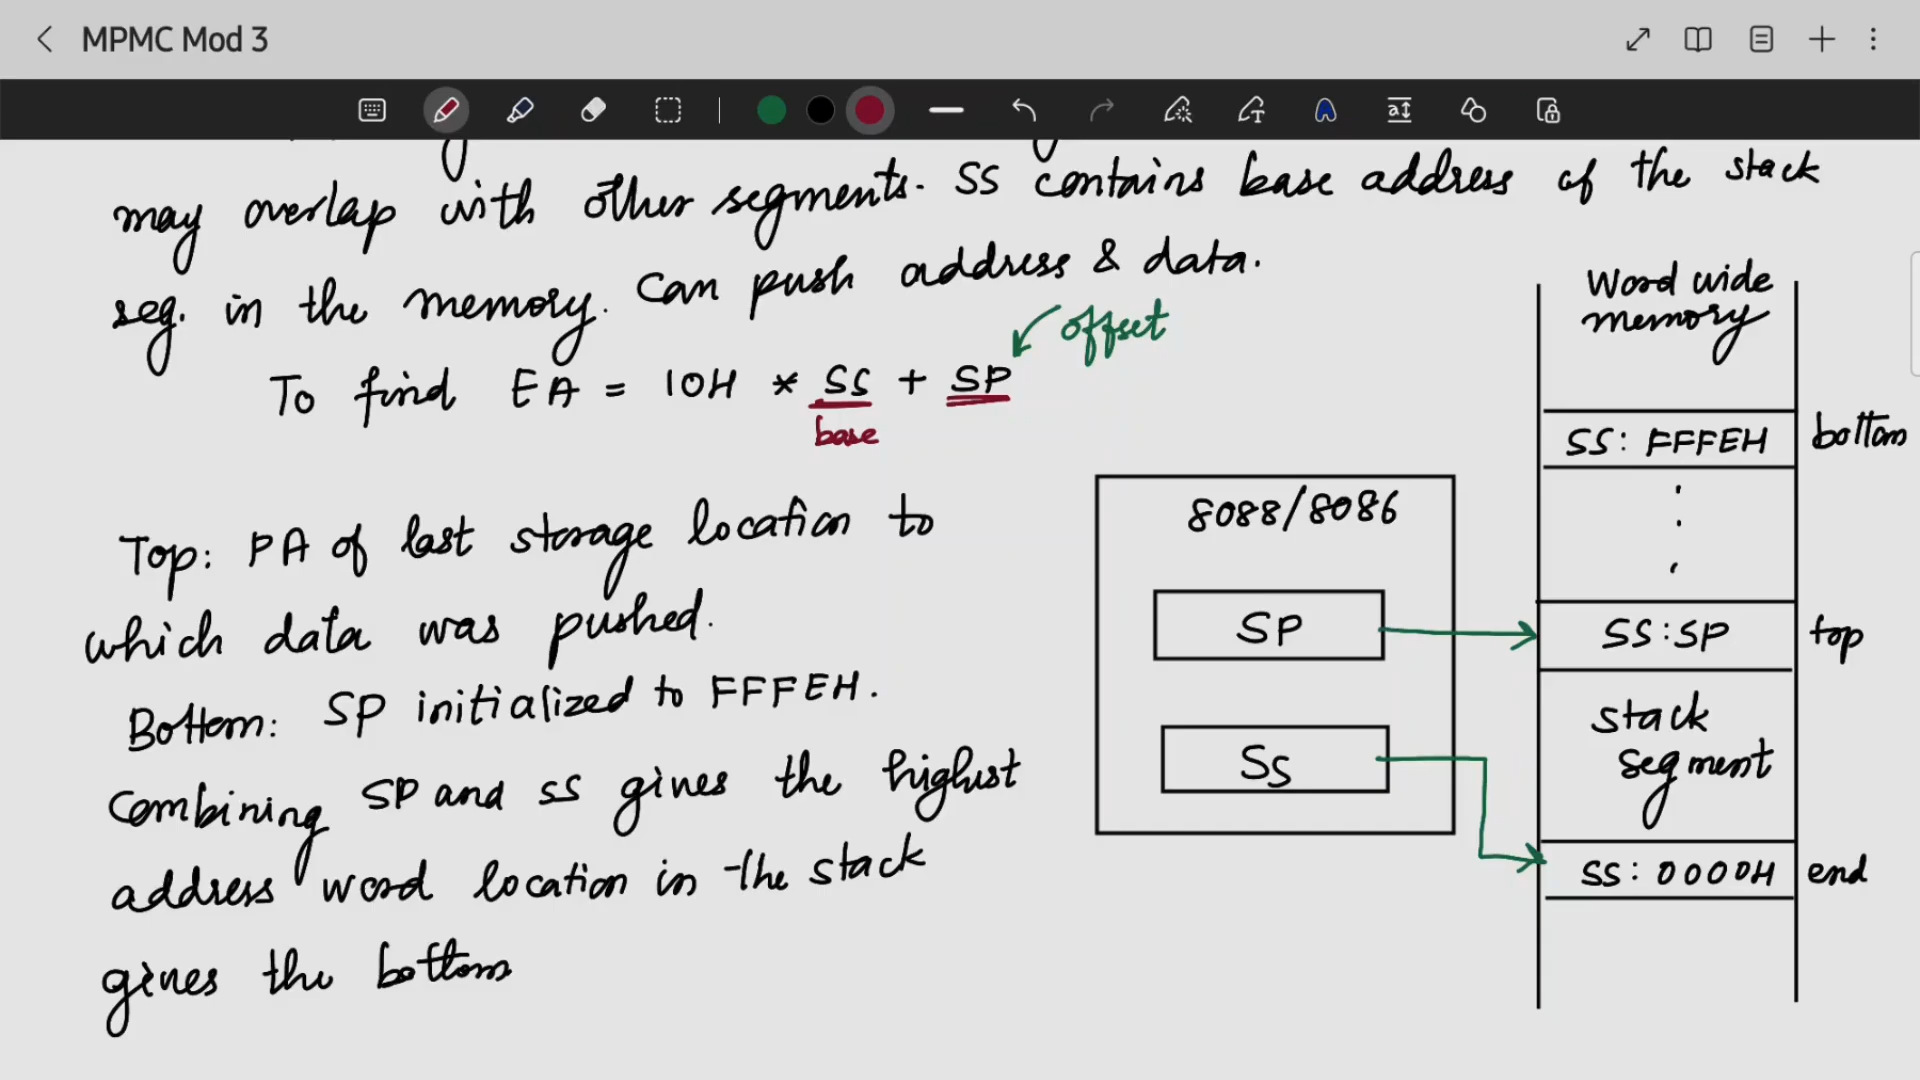 MPMC Mod 3
may overlap with other segments. SS contains base address of the stack
seg. in the memory. Can push address & data.
offset
To find EA = 10H * SS + SP
base
Top: PA of last storage location to
which data was pushed.
Bottom: SP initialized to FFFEH.
Combining SP and SS gives the highest
address word location in the stack
gives the bottom
8088/8086
SP
SS
Word wide
memory
SS: FFFEH bottom
SS:SP top
stack
segment
SS: 0000H end